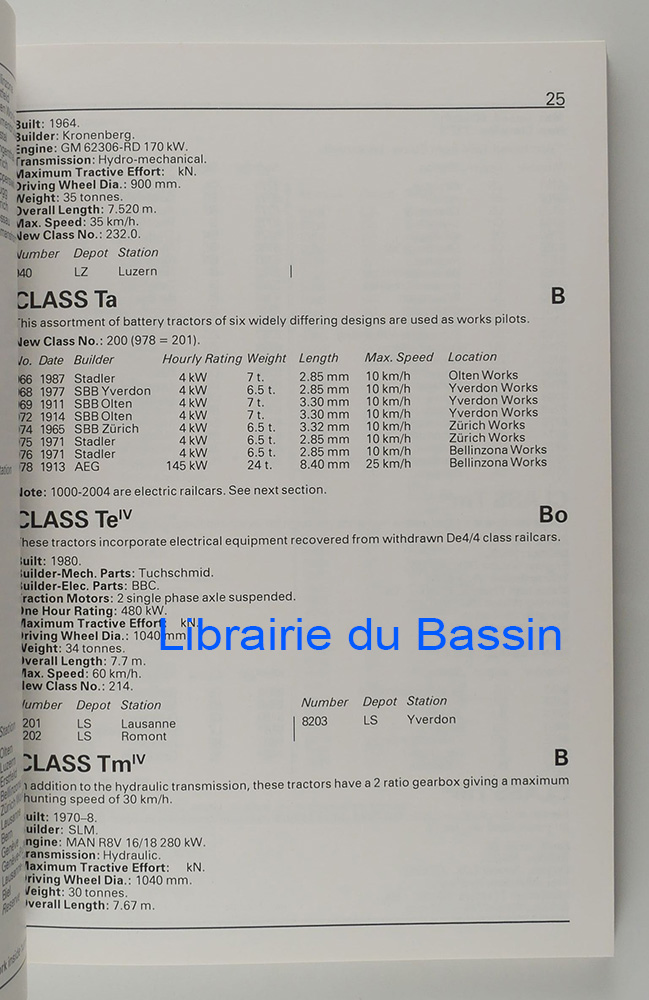 25
Built: 1964.
Builder: Kronenberg.
Engine: GM 62306-RD 170 kW.
Transmission: Hydro-mechanical.
Maximum Tractive Effort: kN.
Driving Wheel Dia.: 900 mm.
Weight: 35 tonnes.
Overall Length: 7.520 m.
Max. Speed: 35 km/h.
New Class No.: 232.0.
Number Depot Station
940 LZ Luzern
CLASS Ta B
This assortment of battery tractors of six widely differing designs are used as works pilots.
New Class No.: 200 (978 = 201).
No. Date Builder Hourly Rating Weight Length Max. Speed Location
966 1987 Stadler 4 kW 7 t. 2.85 mm 10 km/h Olten Works
968 1977 SBB Yverdon 4 kW 6.5 t. 2.85 mm 10 km/h Yverdon Works
969 1911 SBB Olten 4 kW 7 t. 3.30 mm 10 km/h Yverdon Works
972 1914 SBB Olten 4 kW 7 t. 3.30 mm 10 km/h Yverdon Works
974 1965 SBB Zürich 4 kW 6.5 t. 3.32 mm 10 km/h Zürich Works
975 1971 Stadler 4 kW 6.5 t. 2.85 mm 10 km/h Zürich Works
976 1971 Stadler 4 kW 6.5 t. 2.85 mm 10 km/h Bellinzona Works
978 1913 AEG 145 kW 24 t. 8.40 mm 25 km/h Bellinzona Works
Note: 1000-2004 are electric railcars. See next section.
CLASS TeIV Bo
These tractors incorporate electrical equipment recovered from withdrawn De4/4 class railcars.
Built: 1980.
Builder-Mech. Parts: Tuchschmid.
Builder-Elec. Parts: BBC.
Traction Motors: 2 single phase axle suspended.
One Hour Rating: 480 kW.
Maximum Tractive Effort: kN.
Driving Wheel Dia.: 1040 mm.
Librairie du Bassin
Weight: 34 tonnes.
Overall Length: 7.7 m.
Max. Speed: 60 km/h.
New Class No.: 214.
Number Depot Station Number Depot Station
8201 LS Lausanne 8203 LS Yverdon
8202 LS Romont
CLASS TmIV B
In addition to the hydraulic transmission, these tractors have a 2 ratio gearbox giving a maximum
shunting speed of 30 km/h.
Built: 1970–8.
Builder: SLM.
Engine: MAN R8V 16/18 280 kW.
Transmission: Hydraulic.
Maximum Tractive Effort: kN.
Driving Wheel Dia.: 1040 mm.
Weight: 30 tonnes.
Overall Length: 7.67 m.